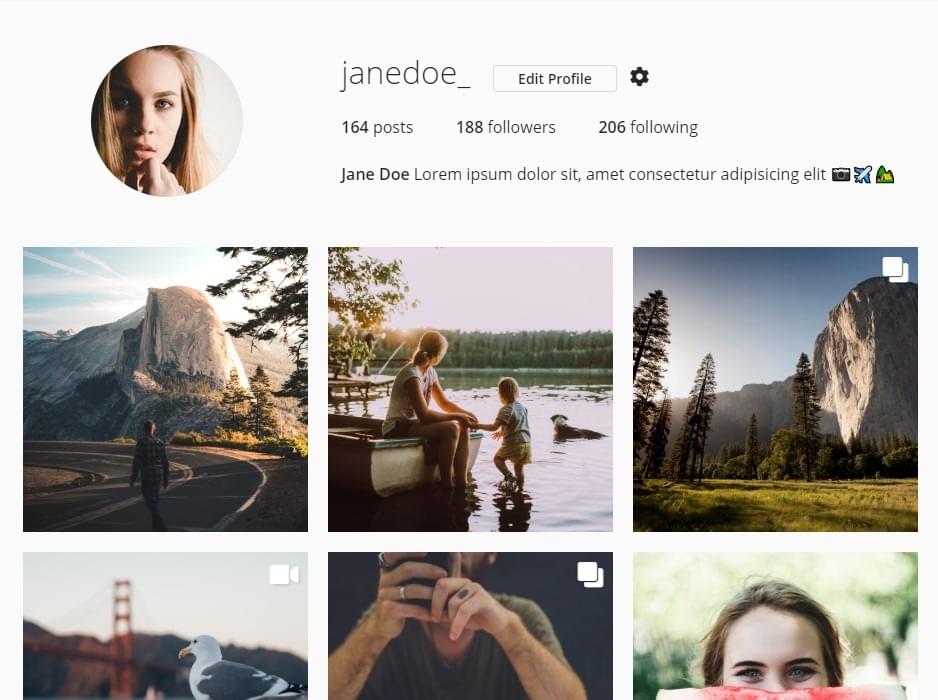 janedoe_ Edit Profile
164 posts 188 followers 206 following
Jane Doe Lorem ipsum dolor sit, amet consectetur adipisicing elit 📷✈️🏕️